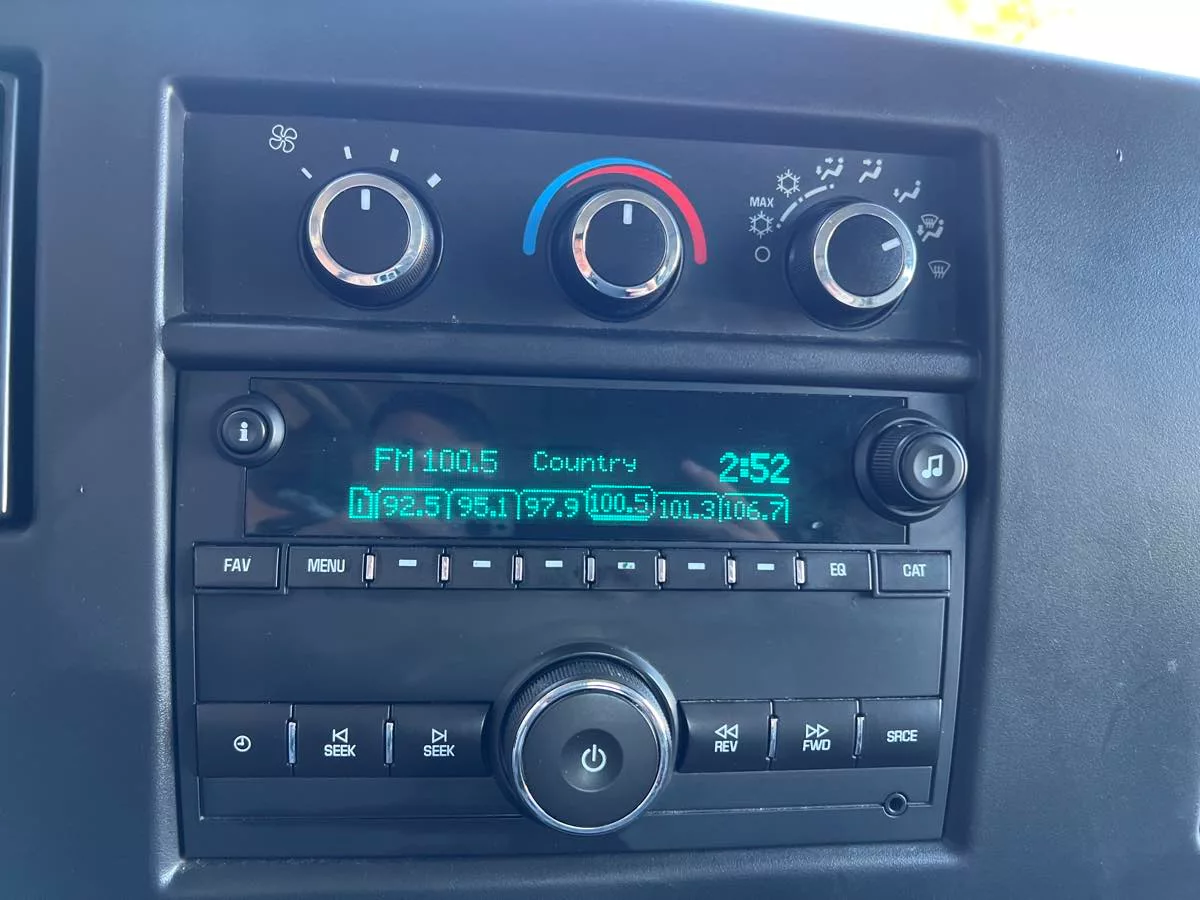 MAX
i
FM 100.5 Country 2:52
92.5 95.1 97.9 100.5 101.3 106.7
FAV MENU EQ CAT
SEEK SEEK REV FWD SRCE